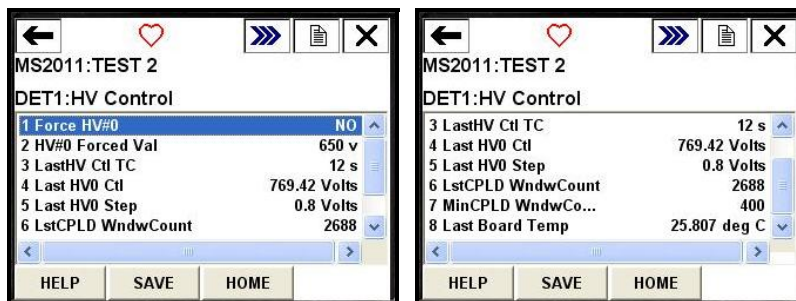 MS2011:TEST 2
DET1:HV Control
1 Force HV#0 NO
2 HV#0 Forced Val 650 v
3 LastHV Ctl TC 12 s
4 Last HV0 Ctl 769.42 Volts
5 Last HV0 Step 0.8 Volts
6 LstCPLD WndwCount 2688
HELP SAVE HOME
MS2011:TEST 2
DET1:HV Control
3 LastHV Ctl TC 12 s
4 Last HV0 Ctl 769.42 Volts
5 Last HV0 Step 0.8 Volts
6 LstCPLD WndwCount 2688
7 MinCPLD WndwCo... 400
8 Last Board Temp 25.807 deg C
HELP SAVE HOME